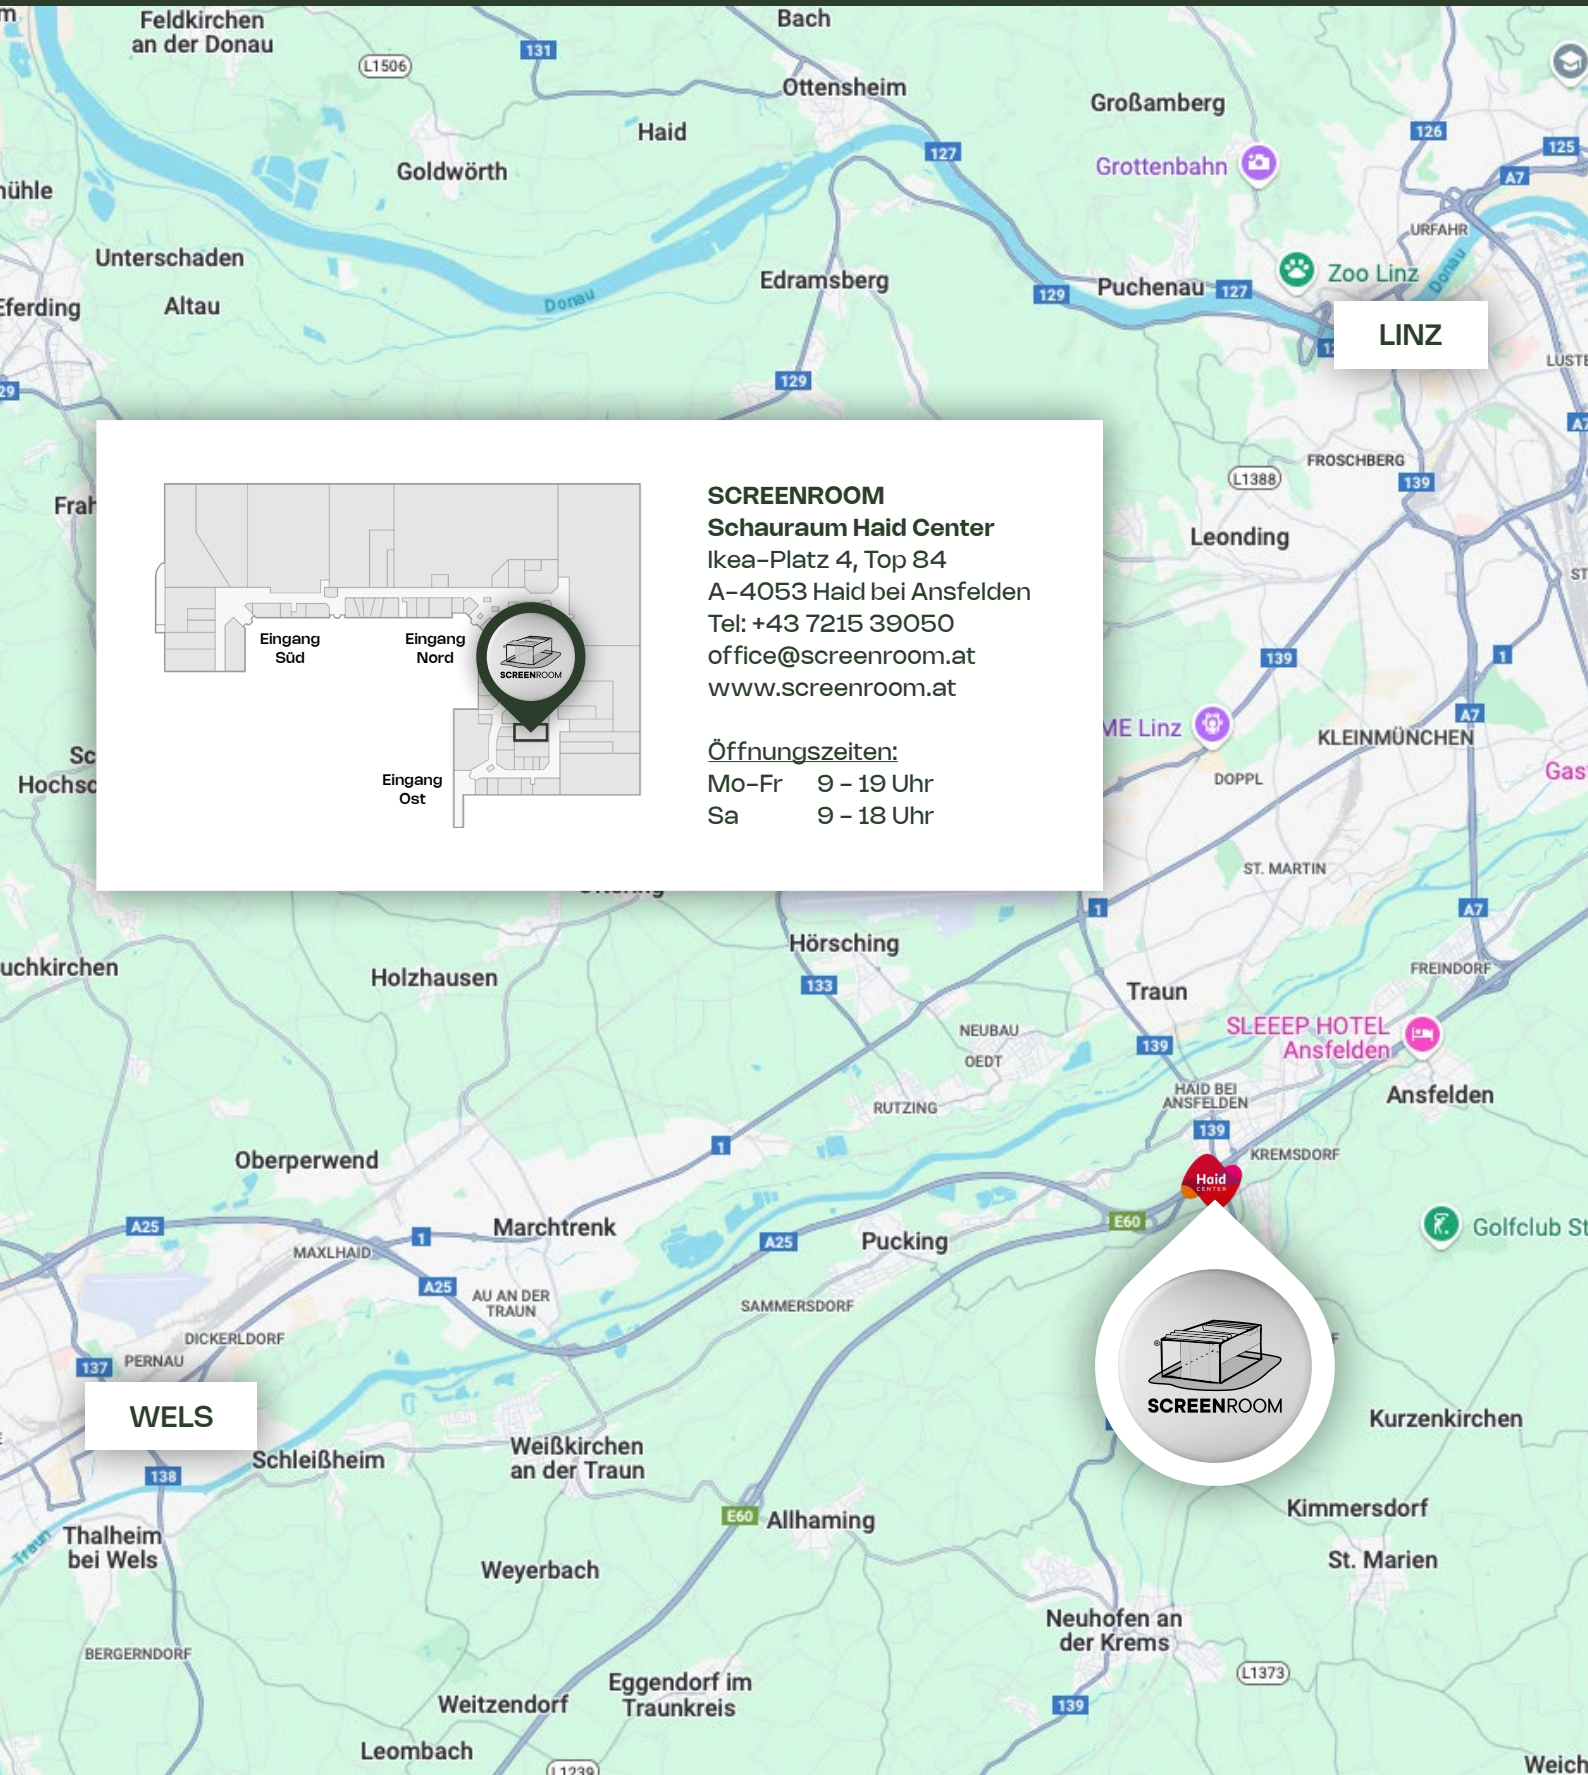 Feldkirchen
an der Donau
L1506
131
Bach
Ottensheim
Haid
Goldwörth
Großamberg
126
125
127
A7
Grottenbahn
URFAHR
Unterschaden
Altau
Donau
Edramsberg
129
Puchenau
127
Zoo Linz
Donau
LINZ
129
FROSCHBERG
L1388
139
Leonding
SCREENROOM
Schauraum Haid Center
Ikea-Platz 4, Top 84
A-4053 Haid bei Ansfelden
Tel: +43 7215 39050
office@screenroom.at
www.screenroom.at
Öffnungszeiten:
Mo-Fr 9 - 19 Uhr
Sa 9 - 18 Uhr
Eingang
Süd
Eingang
Nord
SCREENROOM
Eingang
Ost
139
1
A7
ME Linz
KLEINMÜNCHEN
DOPPL
ST. MARTIN
1
A7
Hörsching
133
uchkirchen
Holzhausen
FREINDORF
Traun
NEUBAU
OEDT
139
SLEEEP HOTEL
Ansfelden
HAID BEI
ANSFELDEN
Ansfelden
RUTZING
139
KREMSDORF
1
Oberperwend
Haid
CENTER
A25
1
Marchtrenk
MAXLHAID
A25
Pucking
E60
Golfclub St
A25
AU AN DER
TRAUN
SAMMERSDORF
DICKERLDORF
137
PERNAU
SCREENROOM
WELS
Kurzenkirchen
Schleißheim
138
Weißkirchen
an der Traun
E60
Allhaming
Kimmersdorf
Traun
Thalheim
bei Wels
Weyerbach
St. Marien
Neuhofen an
der Krems
BERGERNDORF
L1373
Eggendorf im
Traunkreis
Weitzendorf
139
Leombach
L1239
Weich